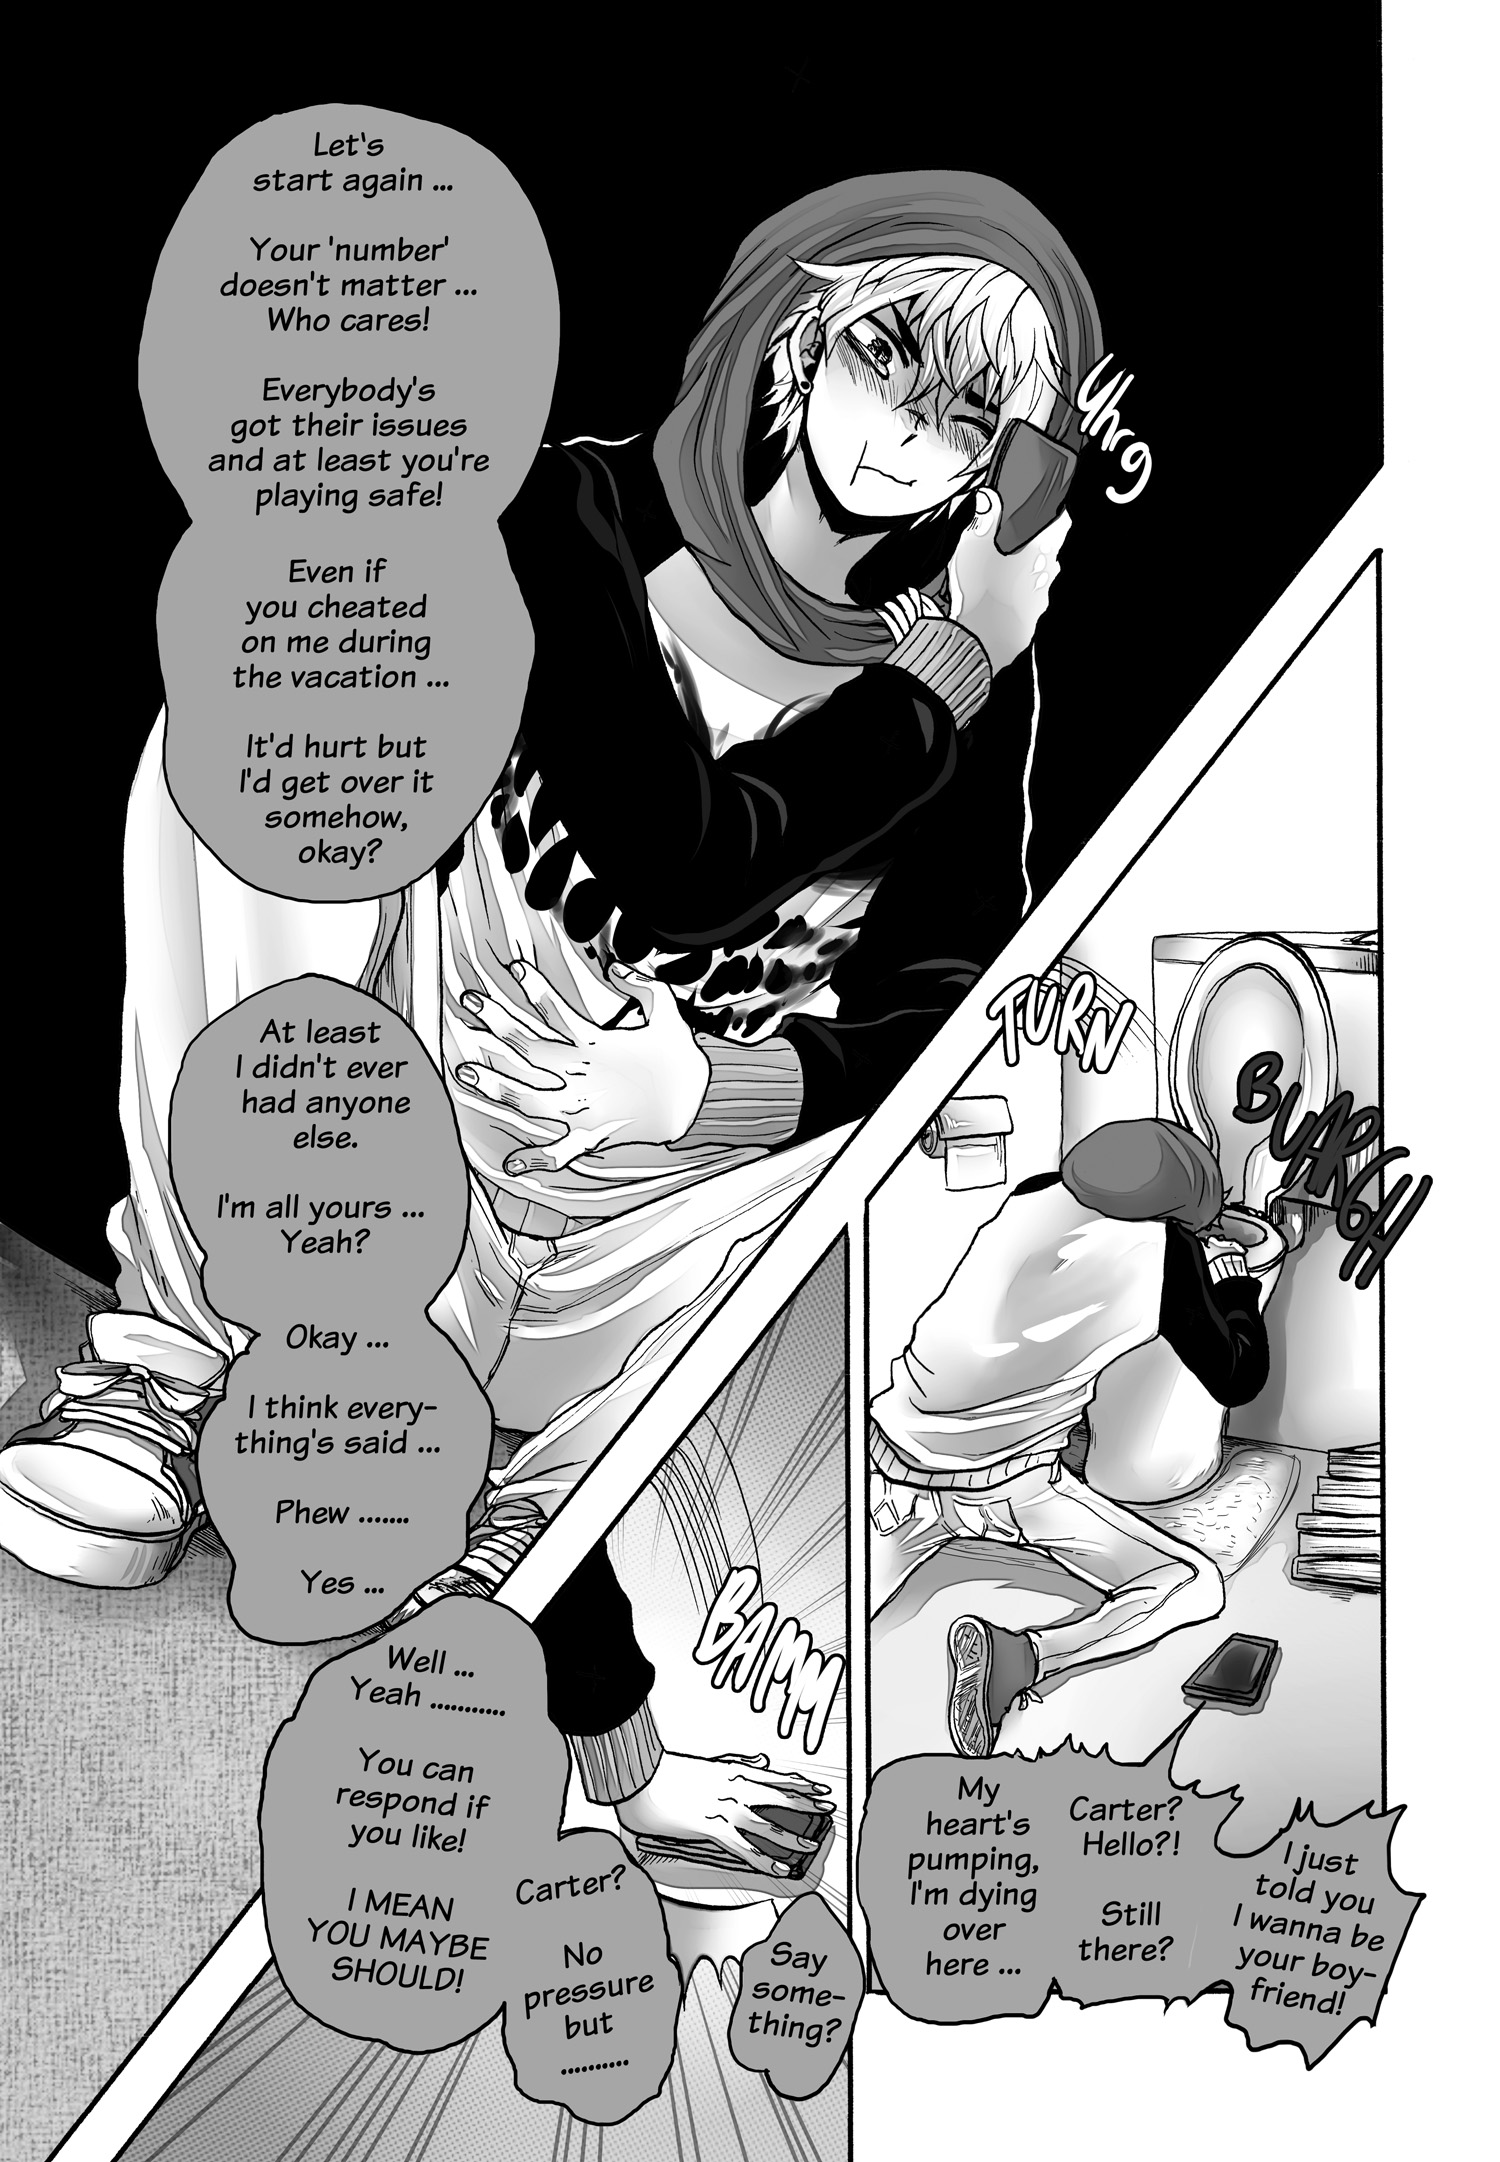 Let's
start again ...
Your 'number'
doesn't matter ...
Who cares!
Everybody's
got their issues
and at least you're
playing safe!
Even if
you cheated
on me during
the vacation ...
It'd hurt but
I'd get over it
somehow,
okay?
Yhrg
At least
I didn't ever
had anyone
else.
I'm all yours ...
Yeah?
Okay ...
I think every-
thing's said ...
Phew .......
Yes ...
Well ...
Yeah ............
You can
respond if
you like!
I MEAN
YOU MAYBE
SHOULD!
BAMM
Carter?
No
pressure
but
..........
Say
some-
thing?
TURN
BUARGH
My
heart's
pumping,
I'm dying
over
here ...
Carter?
Hello?!
Still
there?
I just
told you
I wanna be
your boy-
friend!